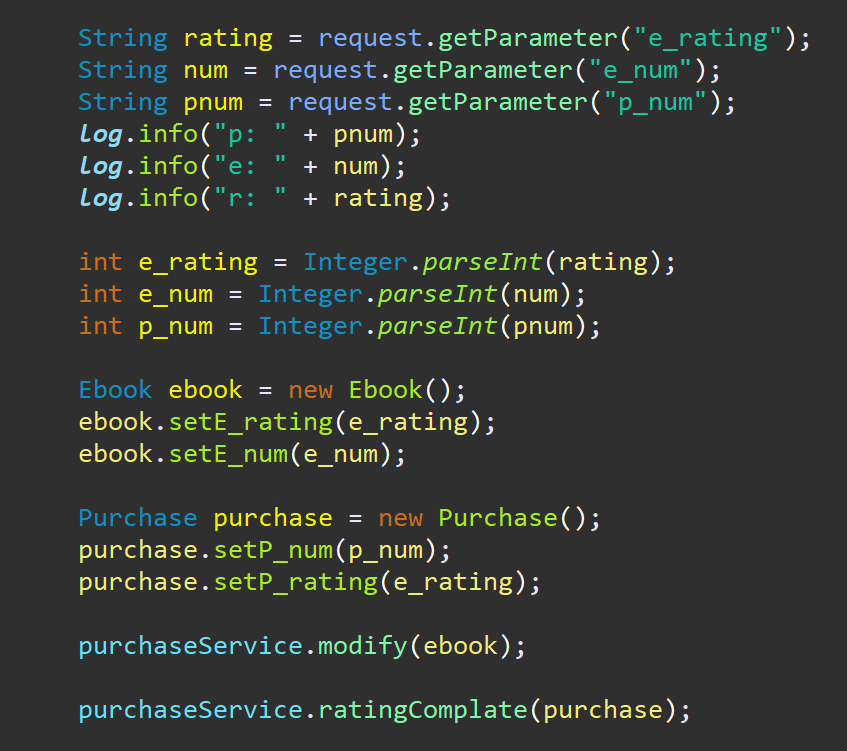 String rating = request.getParameter("e_rating");
String num = request.getParameter("e_num");
String pnum = request.getParameter("p_num");
log.info("p: " + pnum);
log.info("e: " + num);
log.info("r: " + rating);
int e_rating = Integer.parseInt(rating);
int e_num = Integer.parseInt(num);
int p_num = Integer.parseInt(pnum);
Ebook ebook = new Ebook();
ebook.setE_rating(e_rating);
ebook.setE_num(e_num);
Purchase purchase = new Purchase();
purchase.setP_num(p_num);
purchase.setP_rating(e_rating);
purchaseService.modify(ebook);
purchaseService.ratingComplate(purchase);